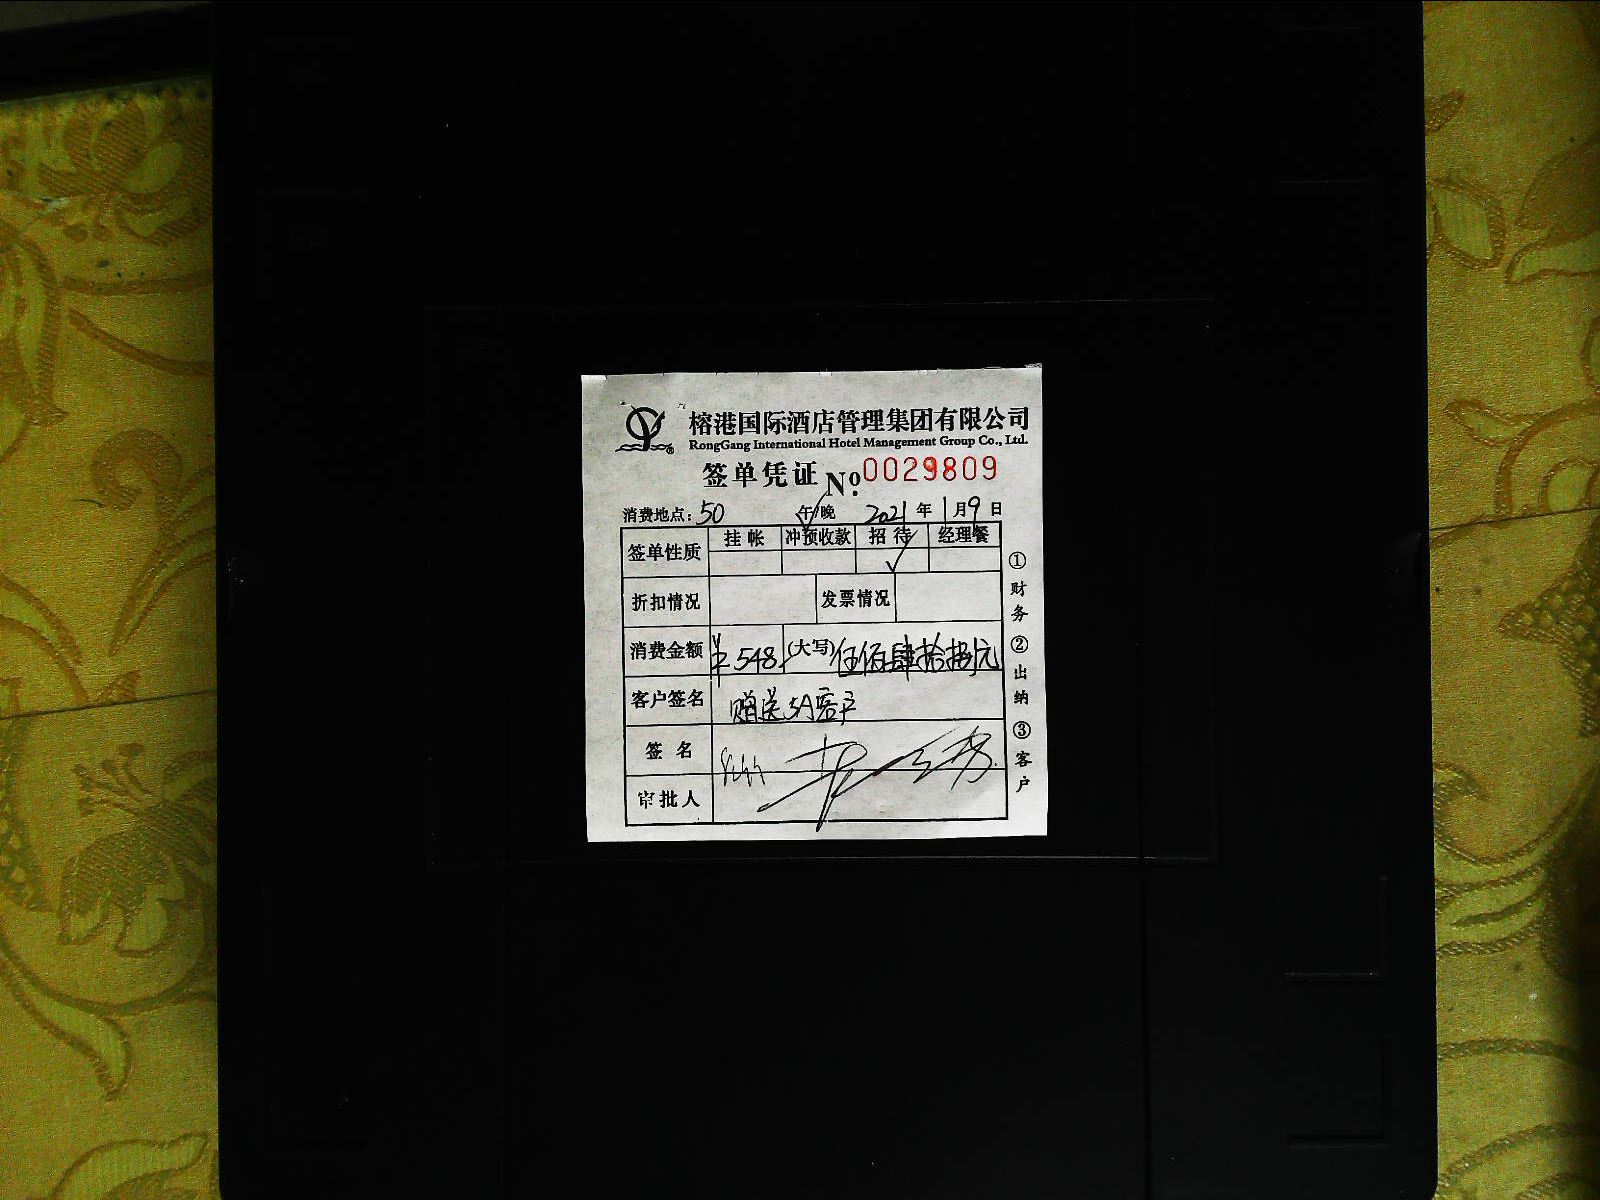 榕港国际酒店管理集团有限公司
RongGang International Hotel Management Group Co., Ltd.
签单凭证 № 0029809
消费地点: 50 午/晚 2021 年 1 月 9 日
签单性质 挂帐 冲预收款 招待 经理餐
✓
折扣情况 发票情况
消费金额 ¥ 548 (大写) 伍佰肆拾捌元
客户签名 赠送 客户
签名
审批人
①财务 ②出纳 ③客户